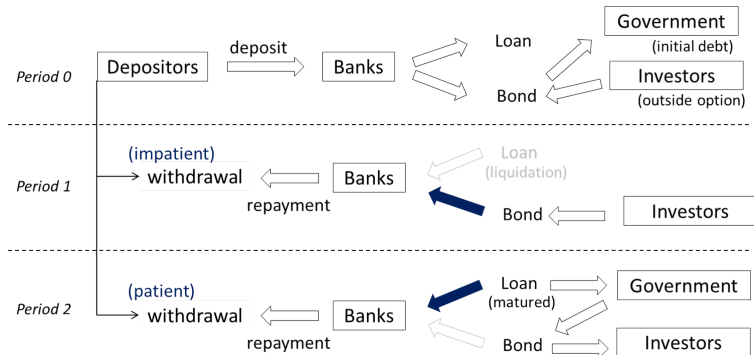 Period 0
Depositors
deposit
Banks
Loan
Bond
Government
(initial debt)
Investors
(outside option)
Period 1
(impatient)
withdrawal
repayment
Banks
Loan
(liquidation)
Bond
Investors
Period 2
(patient)
withdrawal
repayment
Banks
Loan
(matured)
Bond
Government
Investors